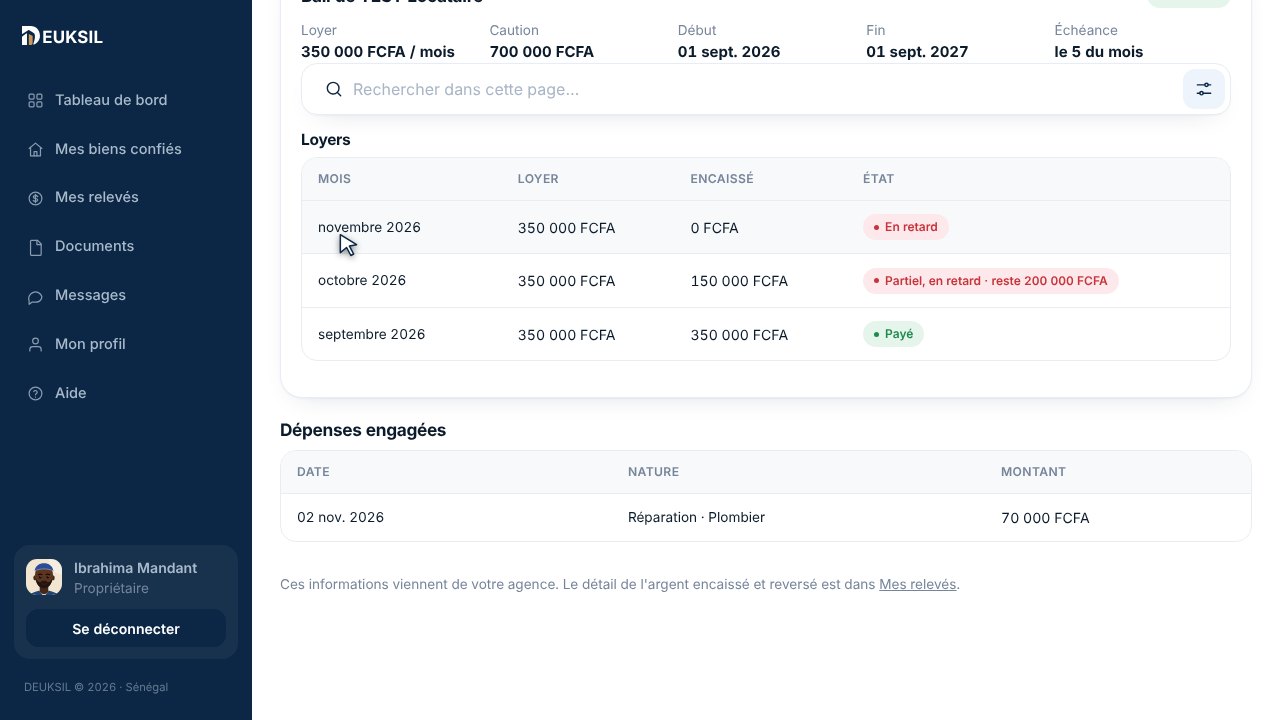 DEUKSIL
Tableau de bord
Mes biens confiés
Mes relevés
Documents
Messages
Mon profil
Aide
Ibrahima Mandant
Propriétaire
Se déconnecter
DEUKSIL © 2026 · Sénégal
Bail de TEST Locataire
Loyer Caution Début Fin Échéance
350 000 FCFA / mois 700 000 FCFA 01 sept. 2026 01 sept. 2027 le 5 du mois
Rechercher dans cette page...
Loyers
MOIS LOYER ENCAISSÉ ÉTAT
novembre 2026 350 000 FCFA 0 FCFA En retard
octobre 2026 350 000 FCFA 150 000 FCFA Partiel, en retard · reste 200 000 FCFA
septembre 2026 350 000 FCFA 350 000 FCFA Payé
Dépenses engagées
DATE NATURE MONTANT
02 nov. 2026 Réparation · Plombier 70 000 FCFA
Ces informations viennent de votre agence. Le détail de l'argent encaissé et reversé est dans Mes relevés.